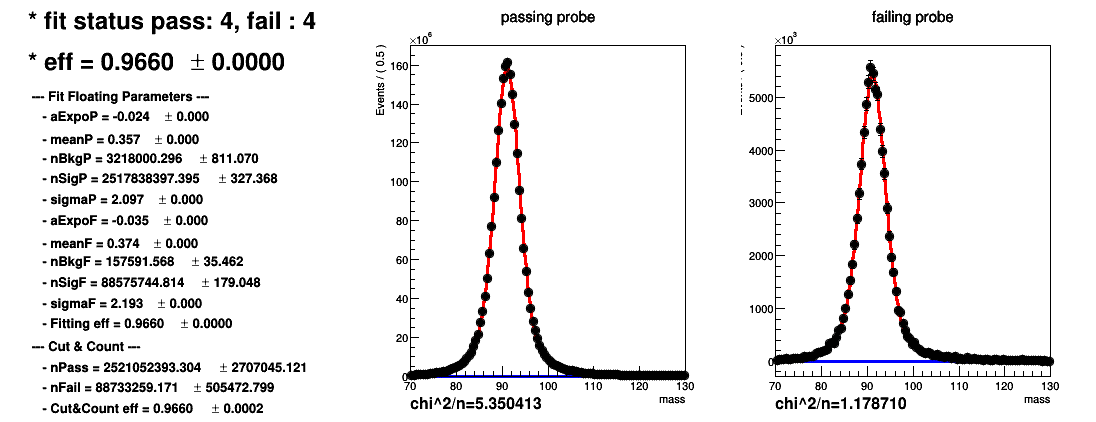 * fit status pass: 4, fail : 4
* eff = 0.9660 ± 0.0000
--- Fit Floating Parameters ---
- aExpoP = -0.024 ± 0.000
- meanP = 0.357 ± 0.000
- nBkgP = 3218000.296 ± 811.070
- nSigP = 2517838397.395 ± 327.368
- sigmaP = 2.097 ± 0.000
- aExpoF = -0.035 ± 0.000
- meanF = 0.374 ± 0.000
- nBkgF = 157591.568 ± 35.462
- nSigF = 88575744.814 ± 179.048
- sigmaF = 2.193 ± 0.000
- Fitting eff = 0.9660 ± 0.0000
--- Cut & Count ---
- nPass = 2521052393.304 ± 2707045.121
- nFail = 88733259.171 ± 505472.799
- Cut&Count eff = 0.9660 ± 0.0002
passing probe
×10^6
Events / ( 0.5 )
160
140
120
100
80
60
40
20
0
70 80 90 100 110 120 130
mass
chi^2/n=5.350413
failing probe
×10^3
5000
4000
3000
2000
1000
0
70 80 90 100 110 120 130
mass
chi^2/n=1.178710